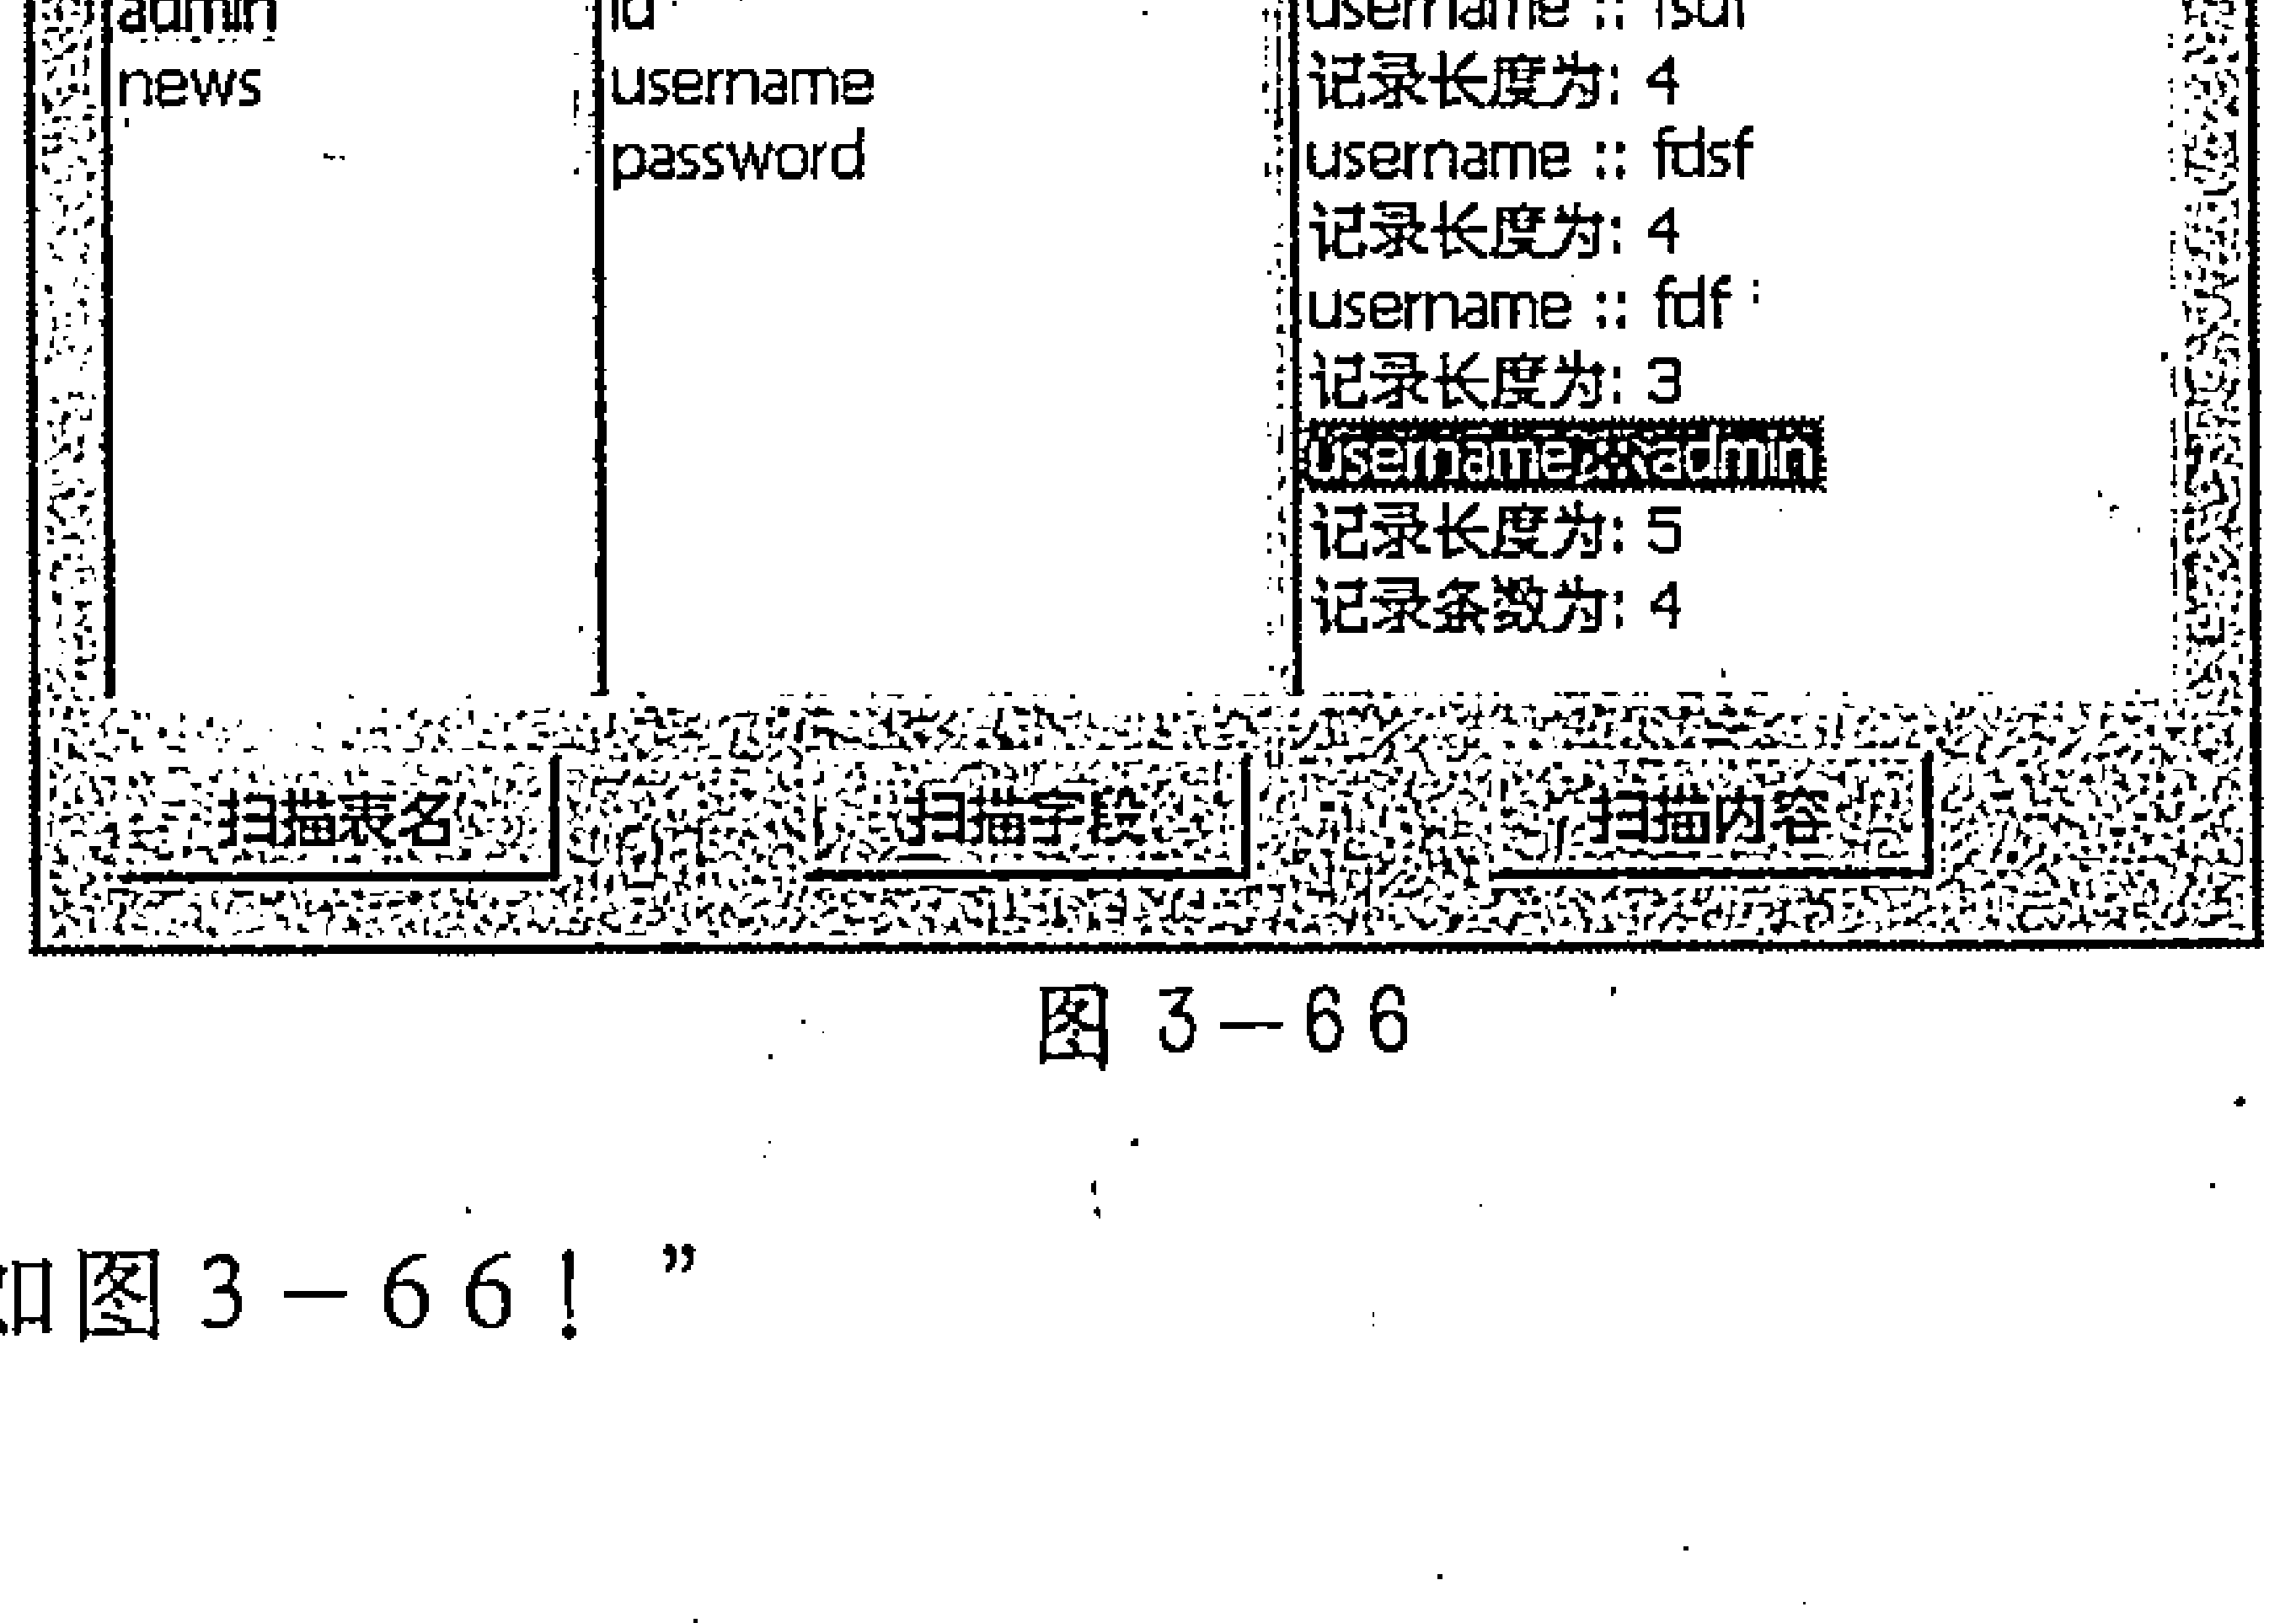 admin
news
id
username
password
username :: fsdf
记录长度为: 4
username :: fdsf
记录长度为: 4
username :: fdf
记录长度为: 3
username :: admin
记录长度为: 5
记录条数为: 4
扫描表名
扫描字段
扫描内容
图 3－66
如图 3－66！”